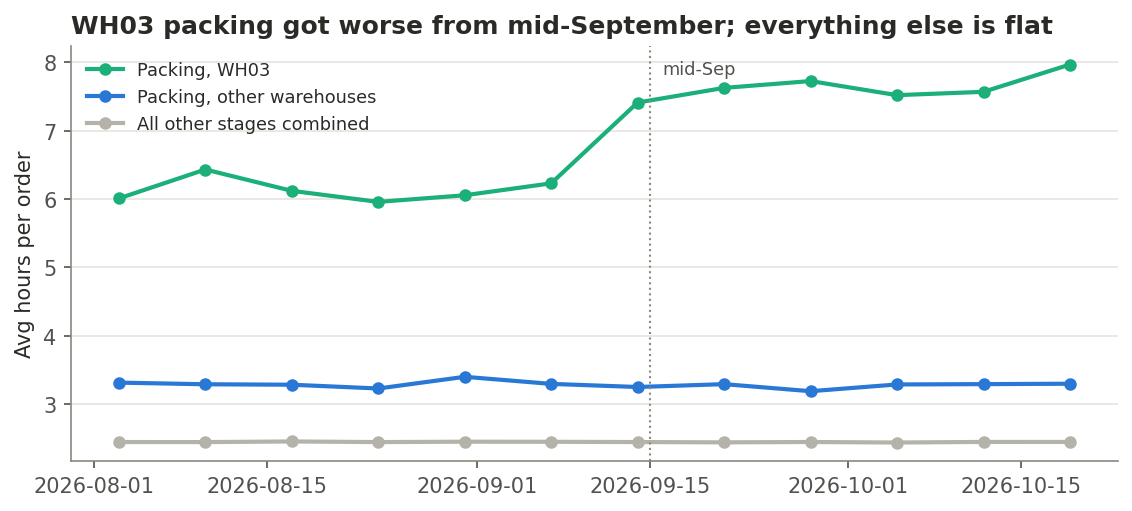 WH03 packing got worse from mid-September; everything else is flat
Packing, WH03
Packing, other warehouses
All other stages combined
mid-Sep
Avg hours per order
8
7
6
5
4
3
2026-08-01
2026-08-15
2026-09-01
2026-09-15
2026-10-01
2026-10-15